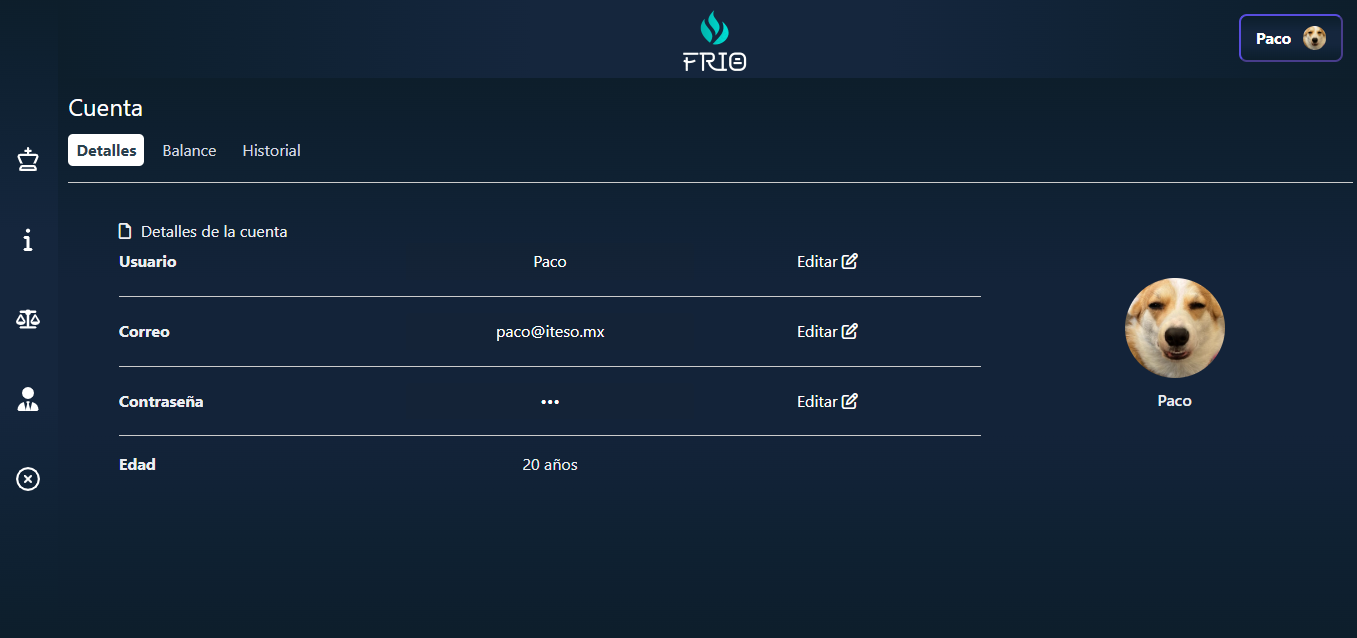 FRIO
Paco
Cuenta
Detalles Balance Historial
Detalles de la cuenta
Usuario Paco Editar
Correo paco@iteso.mx Editar
Contraseña ••• Editar
Paco
Edad 20 años